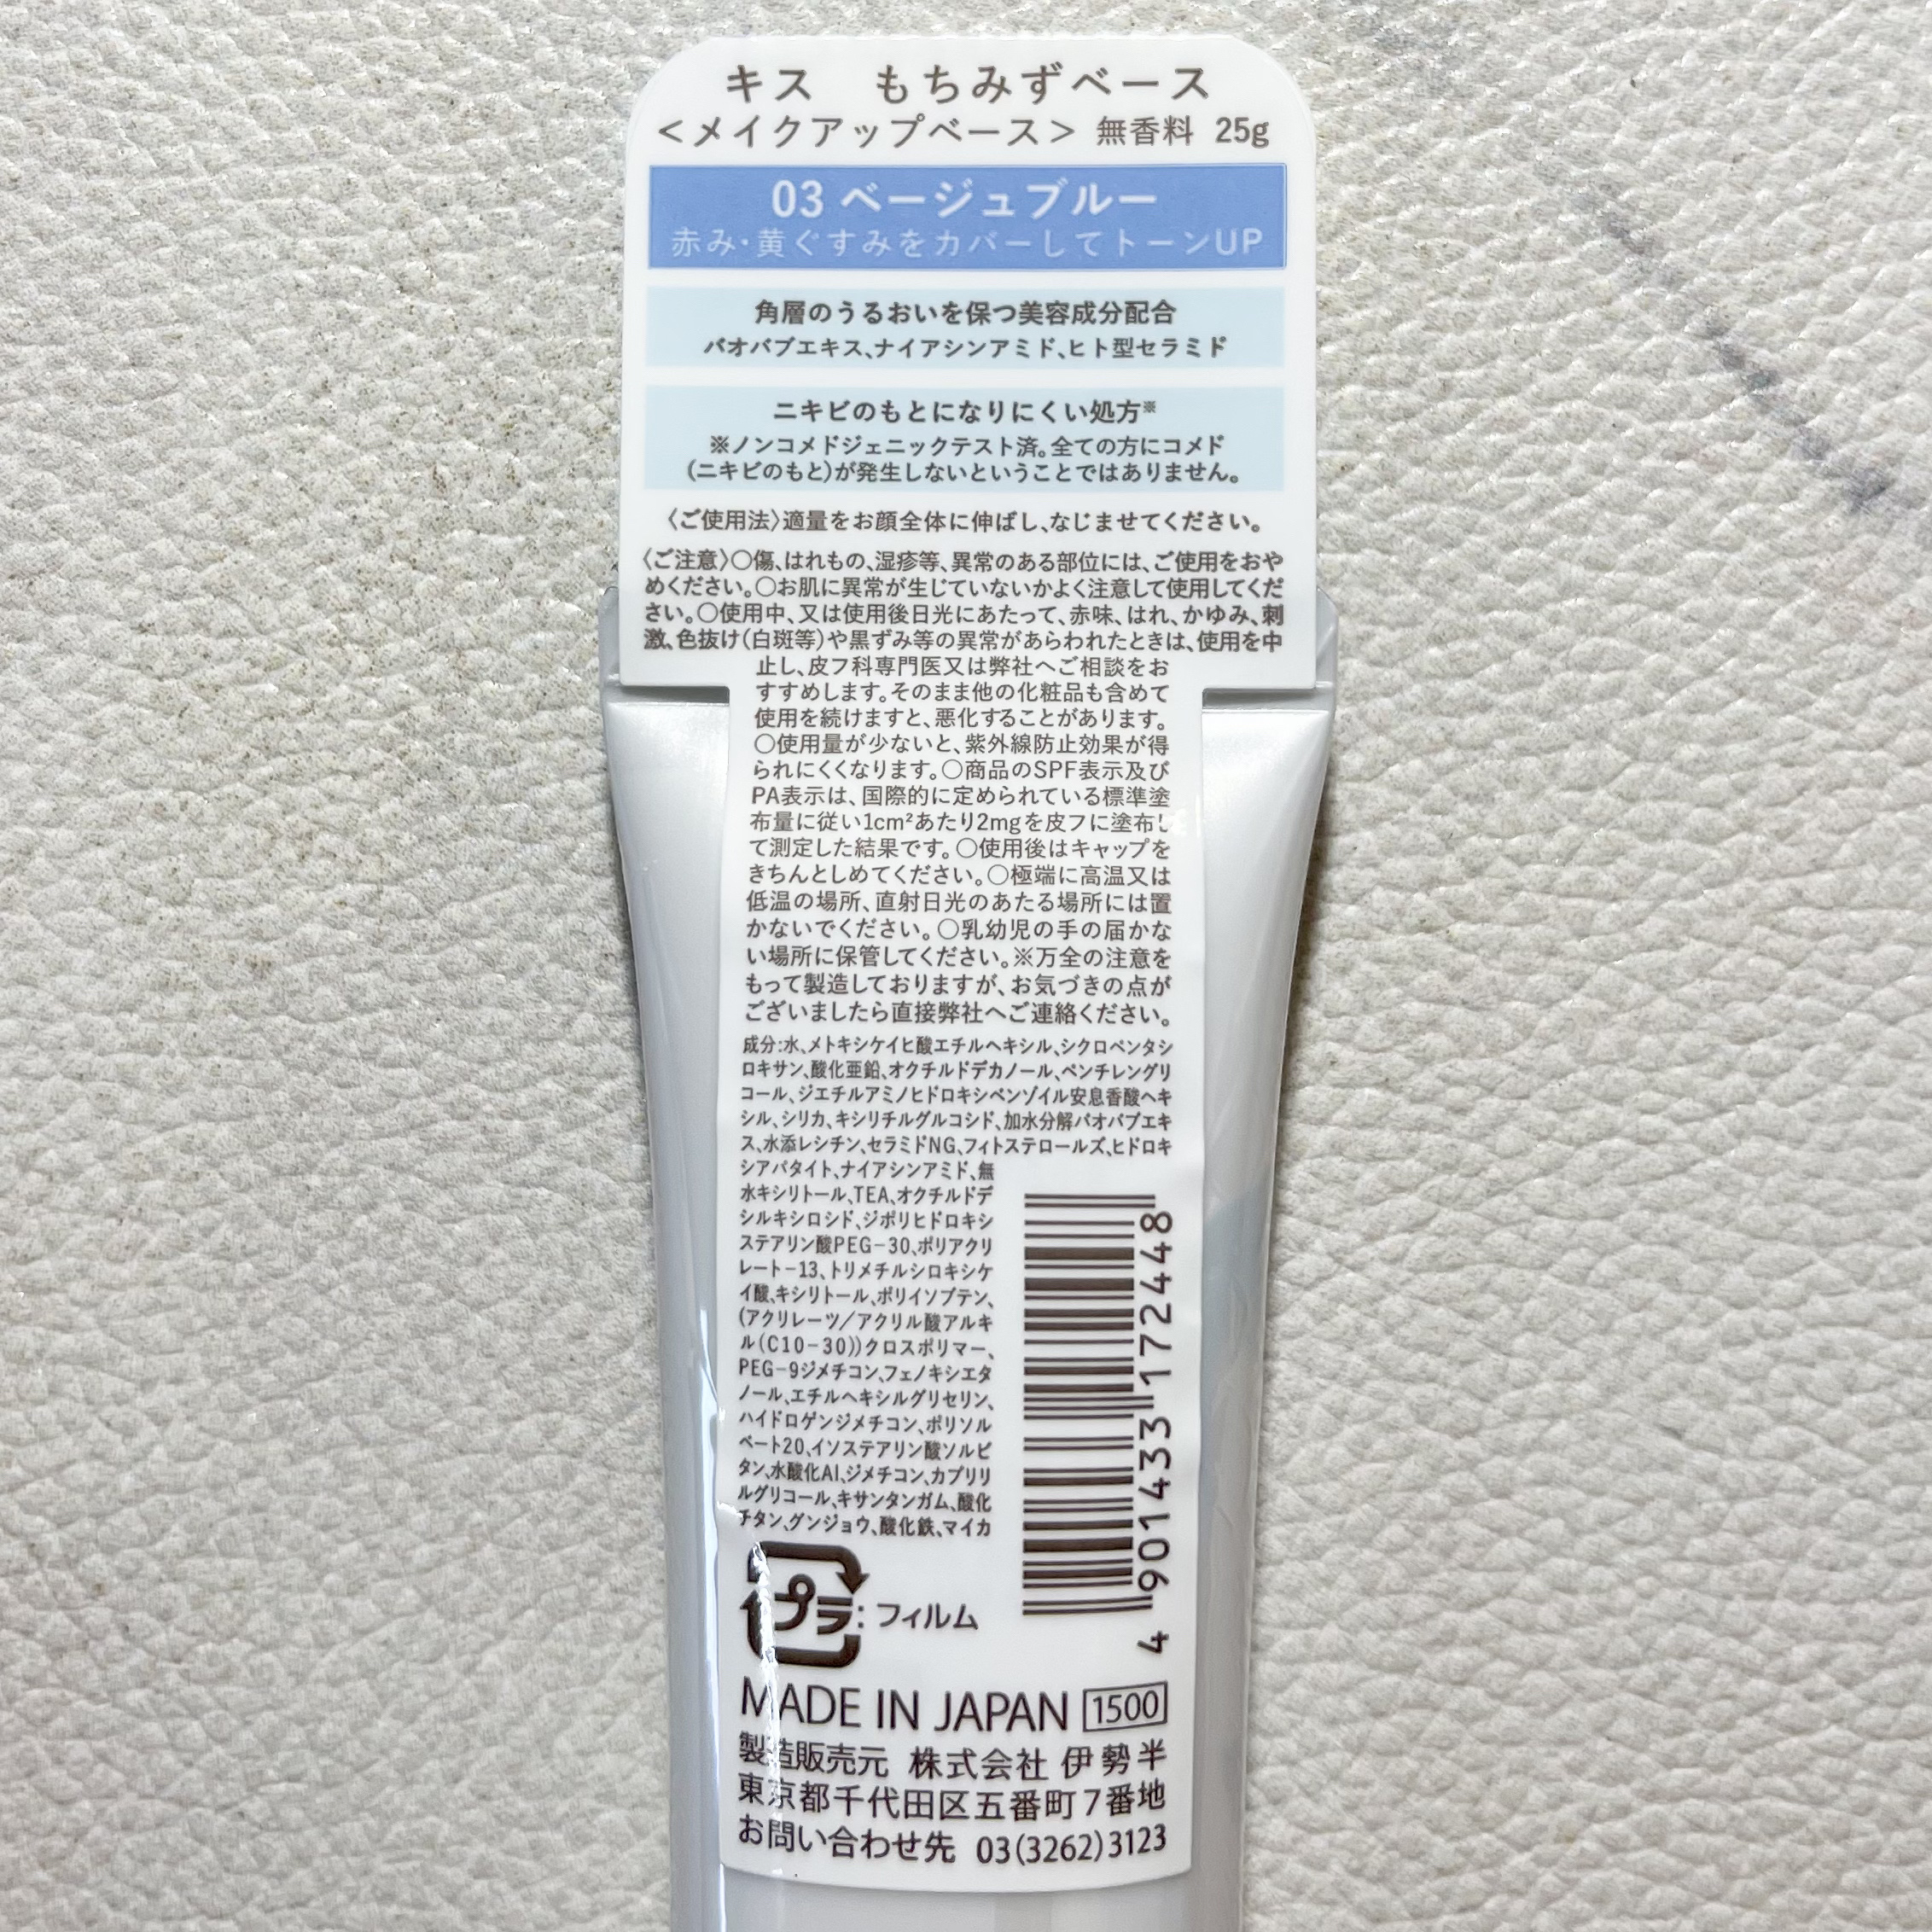 キス もちみずベース
＜メイクアップベース＞ 無香料 25g
03 ベージュブルー
赤み・黄ぐすみをカバーしてトーンUP
角層のうるおいを保つ美容成分配合
バオバブエキス、ナイアシンアミド、ヒト型セラミド
ニキビのもとになりにくい処方※
※ノンコメドジェニックテスト済。全ての方にコメド
(ニキビのもと)が発生しないということではありません。
〈ご使用法〉適量をお顔全体に伸ばし、なじませてください。
〈ご注意〉○傷、はれもの、湿疹等、異常のある部位には、ご使用をおや
めください。○お肌に異常が生じていないかよく注意して使用してくだ
さい。○使用中、又は使用後日光にあたって、赤味、はれ、かゆみ、刺
激、色抜け(白斑等)や黒ずみ等の異常があらわれたときは、使用を中
止し、皮フ科専門医又は弊社へご相談をお
すすめします。そのまま他の化粧品も含めて
使用を続けますと、悪化することがあります。
○使用量が少ないと、紫外線防止効果が得
られにくくなります。○商品のSPF表示及び
PA表示は、国際的に定められている標準塗
布量に従い1cm²あたり2mgを皮フに塗布し
て測定した結果です。○使用後はキャップを
きちんとしめてください。○極端に高温又は
低温の場所、直射日光のあたる場所には置
かないでください。○乳幼児の手の届かな
い場所に保管してください。※万全の注意を
もって製造しておりますが、お気づきの点が
ございましたら直接弊社へご連絡ください。
成分:水、メトキシケイヒ酸エチルヘキシル、シクロペンタシ
ロキサン、酸化亜鉛、オクチルドデカノール、ペンチレングリ
コール、ジエチルアミノヒドロキシベンゾイル安息香酸ヘキ
シル、シリカ、キシリチルグルコシド、加水分解バオバブエキ
ス、水添レシチン、セラミドNG、フィトステロールズ、ヒドロキ
シアパタイト、ナイアシンアミド、無
水キシリトール、TEA、オクチルドデ
シルキシロシド、ジポリヒドロキシ
ステアリン酸PEG−30、ポリアクリ
レート−13、トリメチルシロキシケ
イ酸、キシリトール、ポリイソブテン、
(アクリレーツ／アクリル酸アルキ
ル(C10−30))クロスポリマー、
PEG−9ジメチコン、フェノキシエタ
ノール、エチルヘキシルグリセリン、
ハイドロゲンジメチコン、ポリソル
ベート20、イソステアリン酸ソルビ
タン、水酸化Al、ジメチコン、カプリリ
ルグリコール、キサンタンガム、酸化
チタン、グンジョウ、酸化鉄、マイカ
4 901433 172448
プラ : フィルム
MADE IN JAPAN 1500
製造販売元 株式会社 伊勢半
東京都千代田区五番町7番地
お問い合わせ先 03(3262)3123